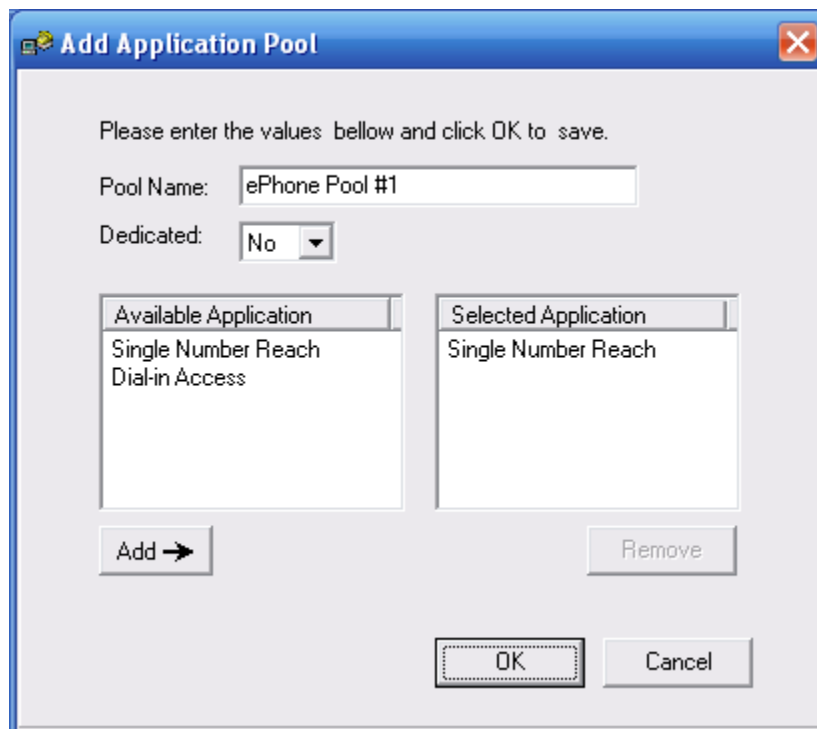 Add Application Pool
Please enter the values bellow and click OK to save.
Pool Name: ePhone Pool #1
Dedicated: No
Available Application
Single Number Reach
Dial-in Access
Selected Application
Single Number Reach
Add
Remove
OK
Cancel